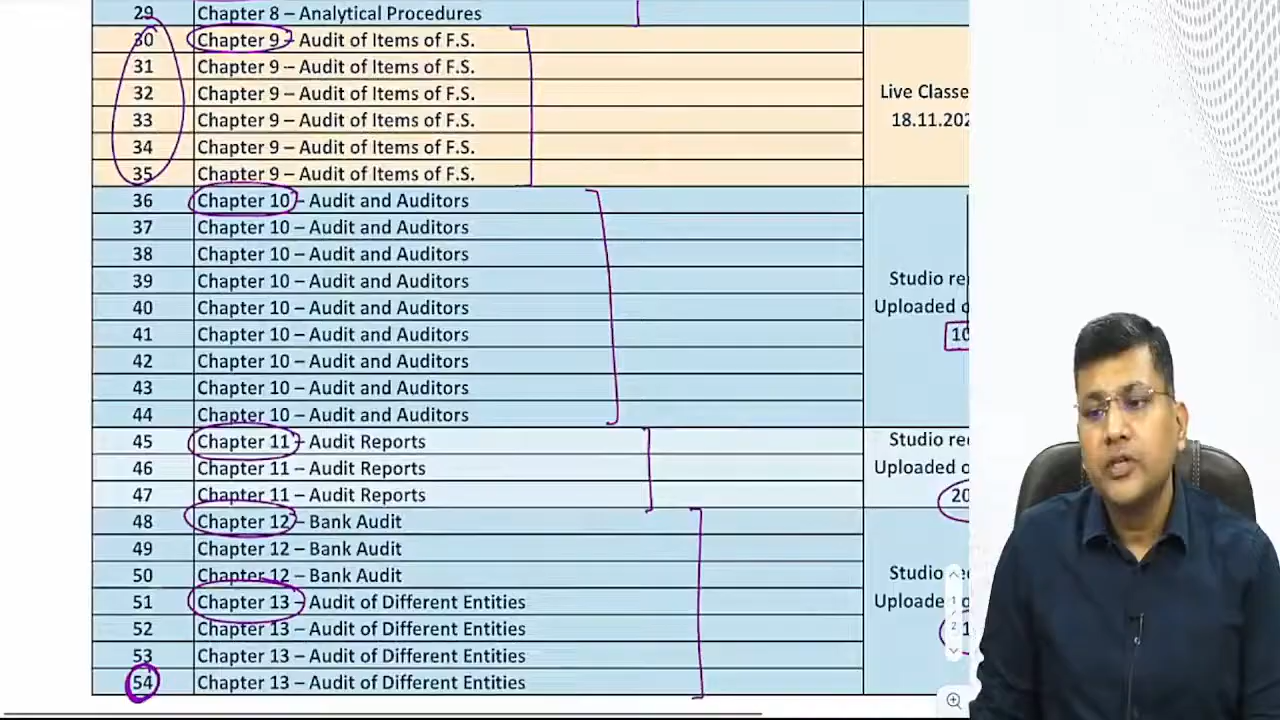 29 Chapter 8 – Analytical Procedures
30 Chapter 9 – Audit of Items of F.S.
31 Chapter 9 – Audit of Items of F.S.
32 Chapter 9 – Audit of Items of F.S.
33 Chapter 9 – Audit of Items of F.S.
34 Chapter 9 – Audit of Items of F.S.
35 Chapter 9 – Audit of Items of F.S.
Live Classe
18.11.202
36 Chapter 10 – Audit and Auditors
37 Chapter 10 – Audit and Auditors
38 Chapter 10 – Audit and Auditors
39 Chapter 10 – Audit and Auditors
40 Chapter 10 – Audit and Auditors
41 Chapter 10 – Audit and Auditors
42 Chapter 10 – Audit and Auditors
43 Chapter 10 – Audit and Auditors
44 Chapter 10 – Audit and Auditors
Studio re
Uploaded o
10
45 Chapter 11 – Audit Reports
46 Chapter 11 – Audit Reports
47 Chapter 11 – Audit Reports
Studio re
Uploaded o
20
48 Chapter 12 – Bank Audit
49 Chapter 12 – Bank Audit
50 Chapter 12 – Bank Audit
51 Chapter 13 – Audit of Different Entities
52 Chapter 13 – Audit of Different Entities
53 Chapter 13 – Audit of Different Entities
54 Chapter 13 – Audit of Different Entities
Studio
Uploade
1
2